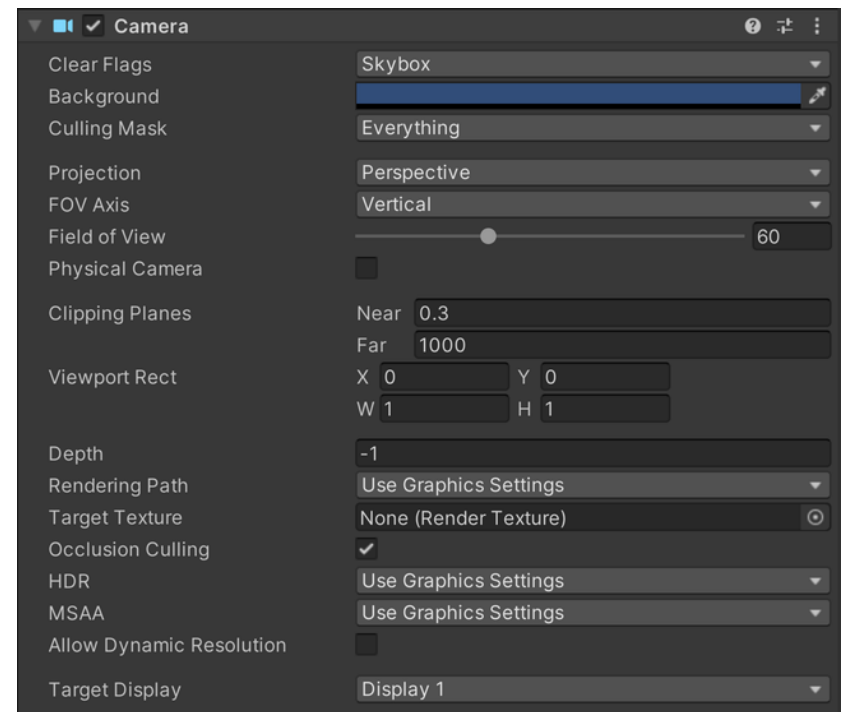 Camera
Clear Flags Skybox
Background
Culling Mask Everything
Projection Perspective
FOV Axis Vertical
Field of View 60
Physical Camera
Clipping Planes Near 0.3
Far 1000
Viewport Rect X 0 Y 0
W 1 H 1
Depth -1
Rendering Path Use Graphics Settings
Target Texture None (Render Texture)
Occlusion Culling
HDR Use Graphics Settings
MSAA Use Graphics Settings
Allow Dynamic Resolution
Target Display Display 1